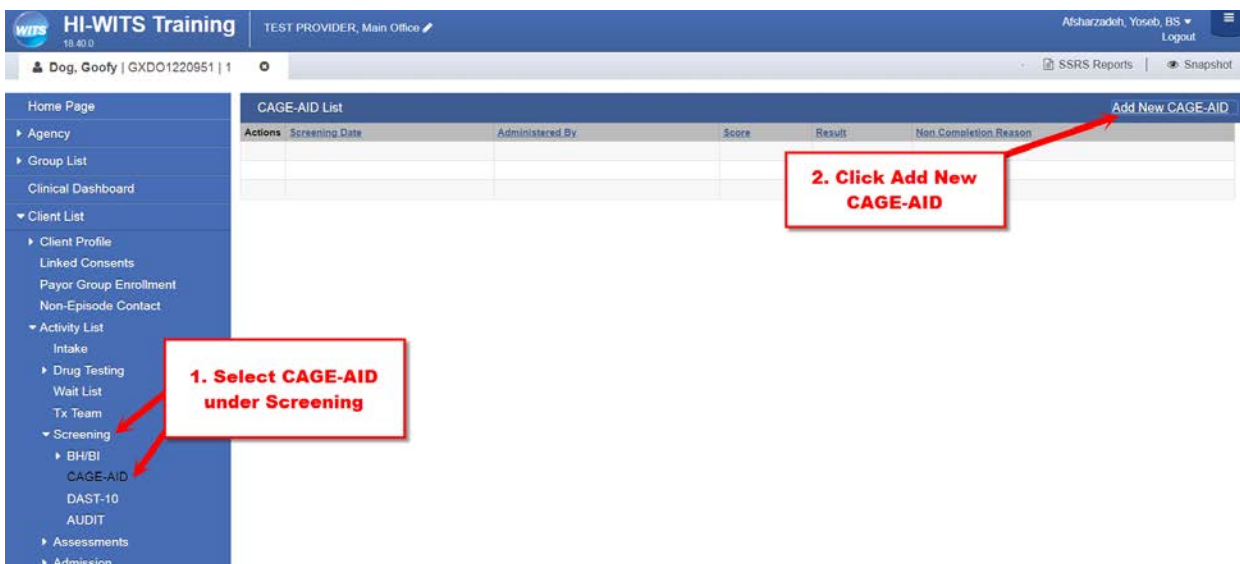 WITS
HI-WITS Training
18.40.0
TEST PROVIDER, Main Office
Afsharzadeh, Yoseb, BS
Logout
Dog, Goofy | GXDO1220951 | 1
SSRS Reports | Snapshot
Home Page
Agency
Group List
Clinical Dashboard
Client List
Client Profile
Linked Consents
Payor Group Enrollment
Non-Episode Contact
Activity List
Intake
Drug Testing
Wait List
Tx Team
Screening
BH/BI
CAGE-AID
DAST-10
AUDIT
Assessments
Admission
CAGE-AID List
Add New CAGE-AID
Actions Screening Date Administered By Score Result Non Completion Reason
2. Click Add New
CAGE-AID
1. Select CAGE-AID
under Screening